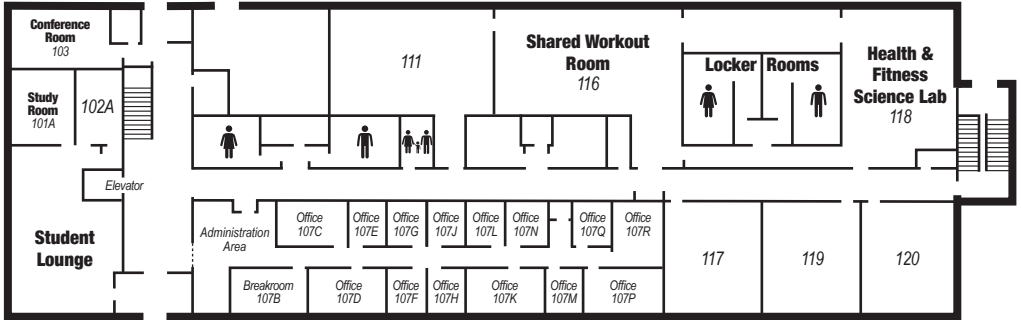 Conference
Room
103
Study
Room
101A
102A
Elevator
Student
Lounge
111
Shared Workout
Room
116
Locker Rooms
Health &
Fitness
Science Lab
118
Administration
Area
Office
107C
Office
107E
Office
107G
Office
107J
Office
107L
Office
107N
Office
107Q
Office
107R
Breakroom
107B
Office
107D
Office
107F
Office
107H
Office
107K
Office
107M
Office
107P
117
119
120